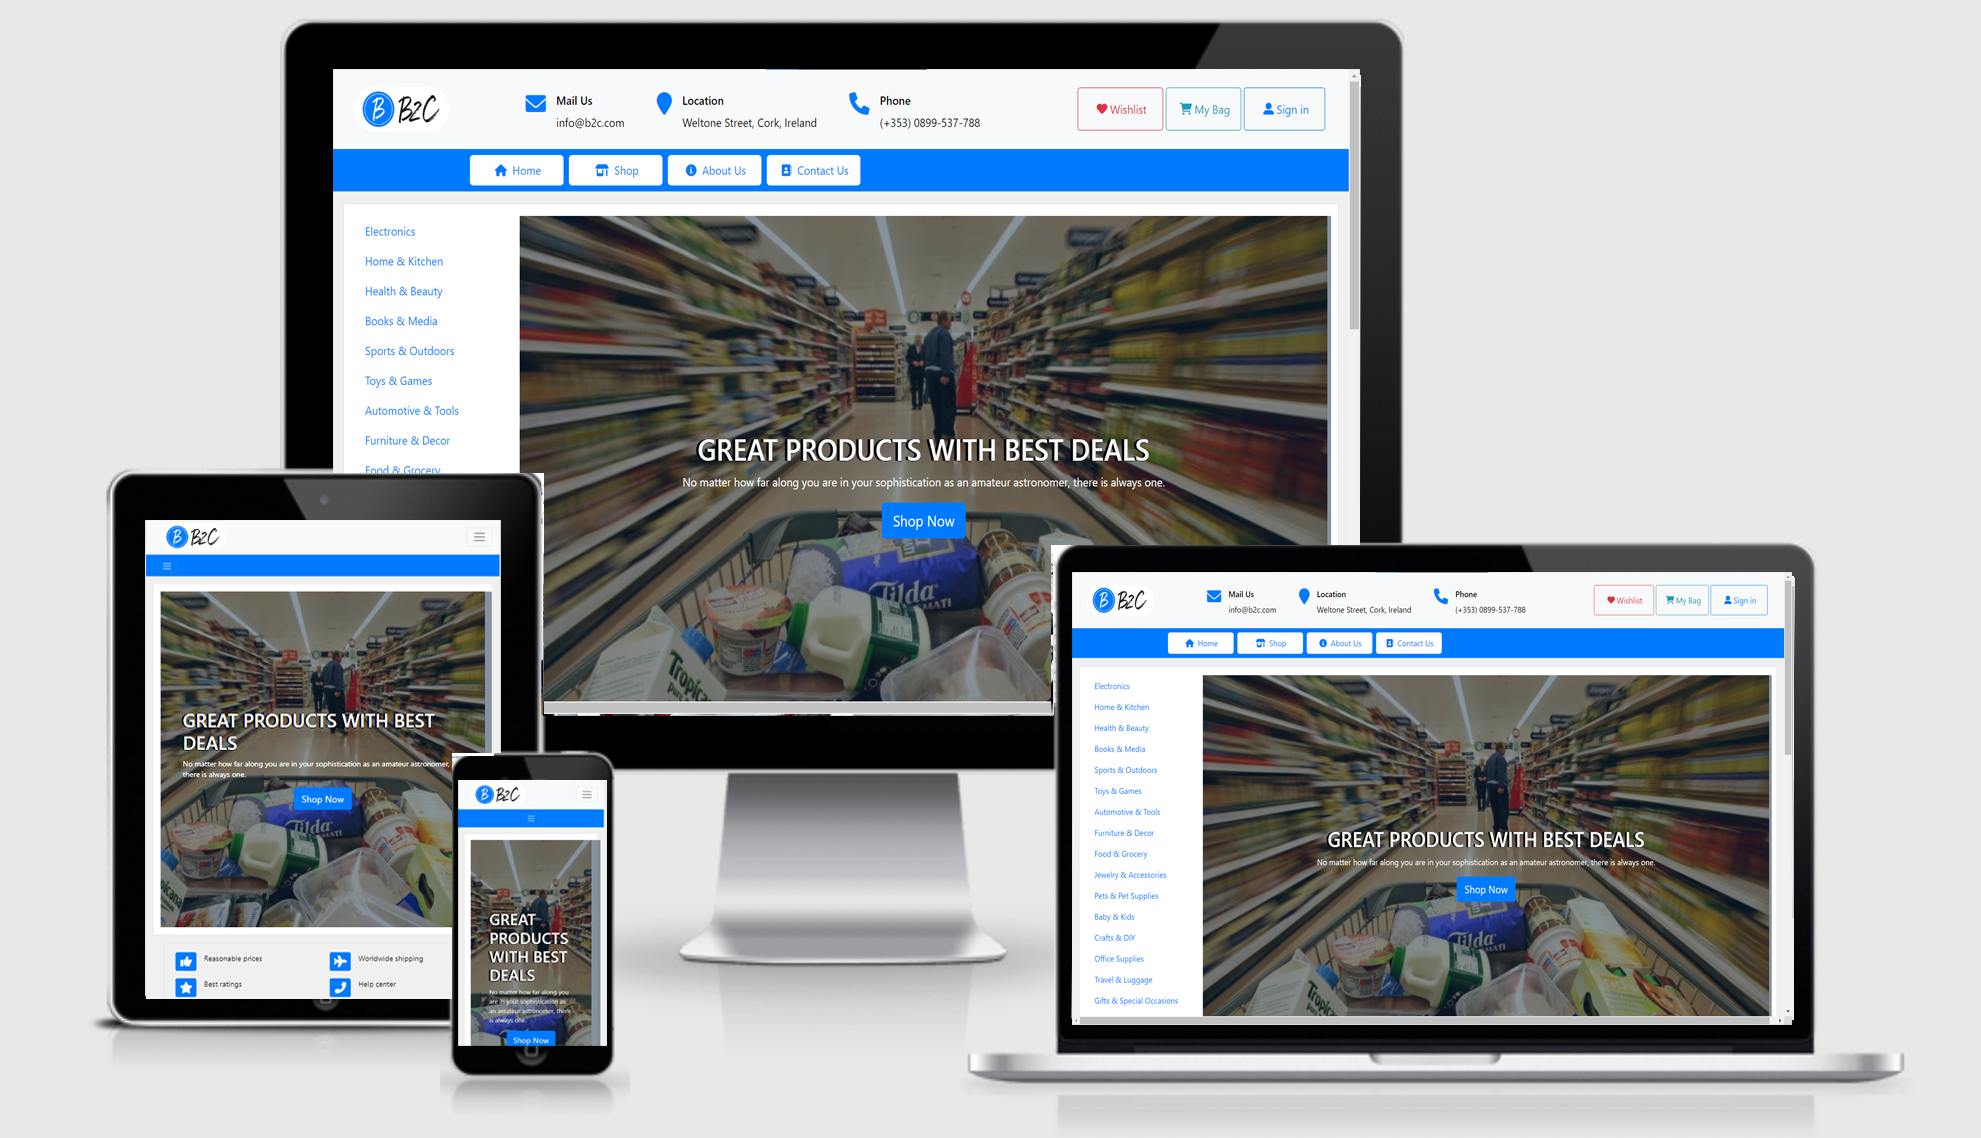 B B2C
Mail Us
info@b2c.com
Location
Weltone Street, Cork, Ireland
Phone
(+353) 0899-537-788
Wishlist
My Bag
Sign in
Home
Shop
About Us
Contact Us
Electronics
Home & Kitchen
Health & Beauty
Books & Media
Sports & Outdoors
Toys & Games
Automotive & Tools
Furniture & Decor
Food & Grocery
GREAT PRODUCTS WITH BEST DEALS
No matter how far along you are in your sophistication as an amateur astronomer, there is always one.
Shop Now
Tilda
Tropicana
B B2C
GREAT PRODUCTS WITH BEST
DEALS
No matter how far along you are in your sophistication as an amateur astronomer,
there is always one.
Shop Now
Tilda
Reasonable prices
Worldwide shipping
Best ratings
Help center
B B2C
GREAT
PRODUCTS
WITH BEST
DEALS
No matter how far along you
are in your sophistication as
an amateur astronomer, there
is always one.
Shop Now
B B2C
Mail Us
info@b2c.com
Location
Weltone Street, Cork, Ireland
Phone
(+353) 0899-537-788
Wishlist
My Bag
Sign in
Home
Shop
About Us
Contact Us
Electronics
Home & Kitchen
Health & Beauty
Books & Media
Sports & Outdoors
Toys & Games
Automotive & Tools
Furniture & Decor
Food & Grocery
Jewelry & Accessories
Pets & Pet Supplies
Baby & Kids
Crafts & DIY
Office Supplies
Travel & Luggage
Gifts & Special Occasions
GREAT PRODUCTS WITH BEST DEALS
No matter how far along you are in your sophistication as an amateur astronomer, there is always one.
Shop Now
Tilda
Tropicana